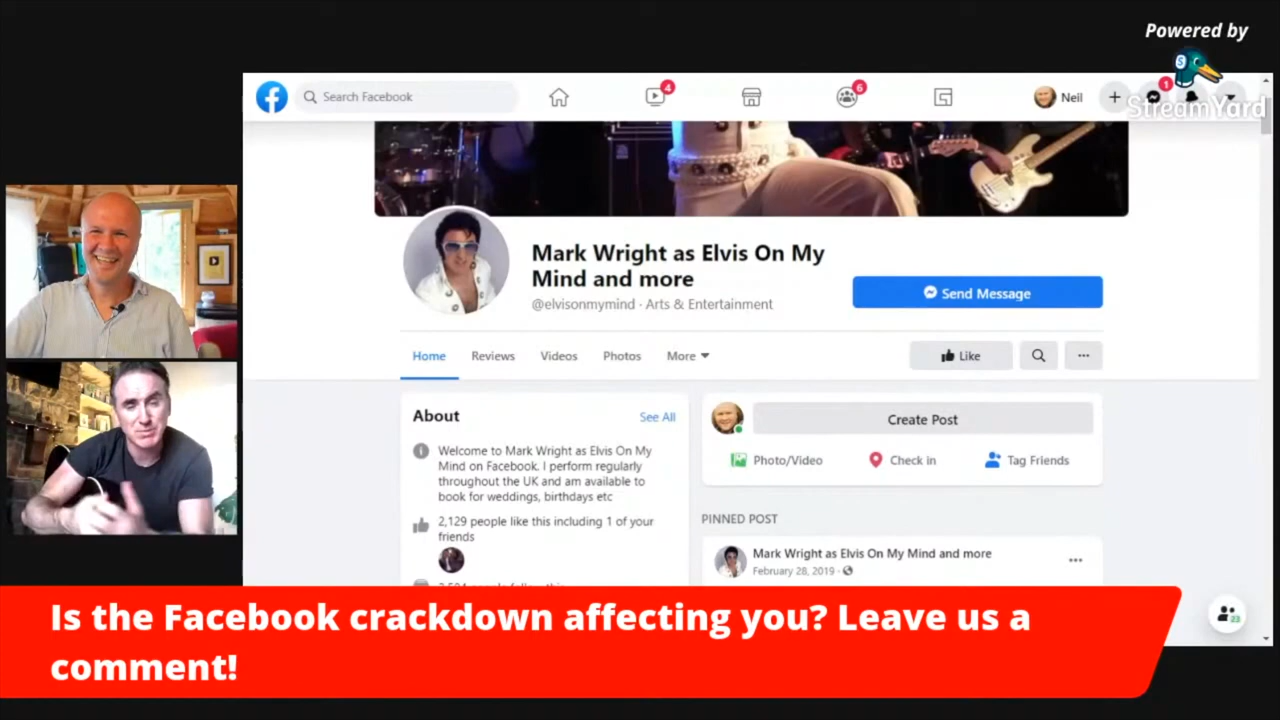 Powered by
StreamYard
Search Facebook
4
6
Neil
1
Mark Wright as Elvis On My
Mind and more
@elvisonmymind · Arts & Entertainment
Send Message
Home
Reviews
Videos
Photos
More
Like
About
See All
Welcome to Mark Wright as Elvis On My
Mind on Facebook. I perform regularly
throughout the UK and am available to
book for weddings, birthdays etc
2,129 people like this including 1 of your
friends
Create Post
Photo/Video
Check in
Tag Friends
PINNED POST
Mark Wright as Elvis On My Mind and more
February 28, 2019 ·
23
Is the Facebook crackdown affecting you? Leave us a
comment!